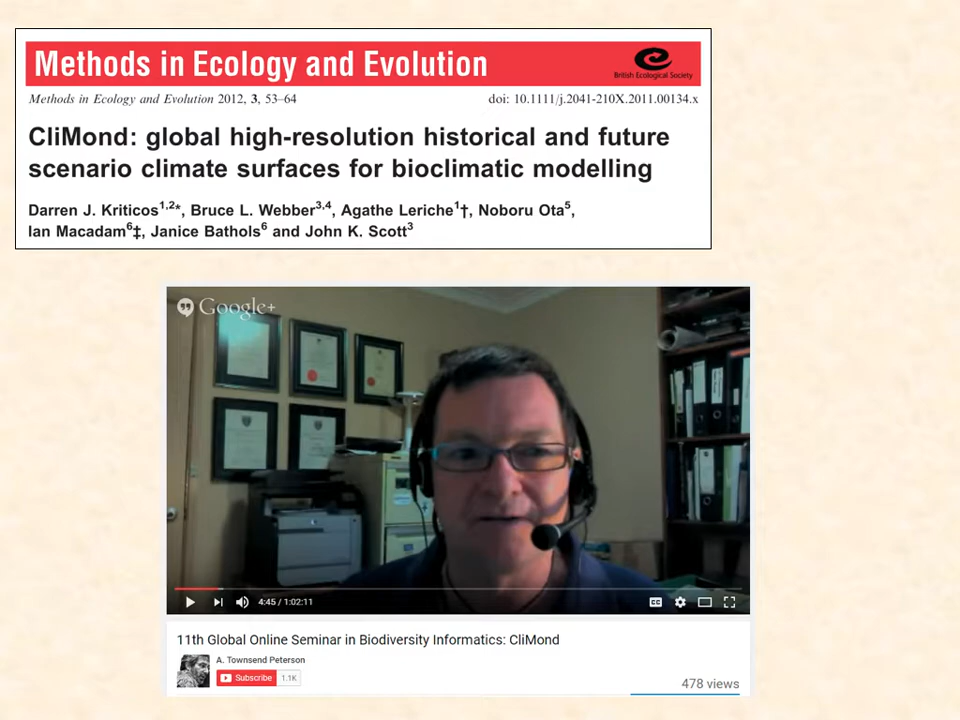 Methods in Ecology and Evolution
British Ecological Society
Methods in Ecology and Evolution 2012, 3, 53–64
doi: 10.1111/j.2041-210X.2011.00134.x
CliMond: global high-resolution historical and future
scenario climate surfaces for bioclimatic modelling
Darren J. Kriticos1,2*, Bruce L. Webber3,4, Agathe Leriche1†, Noboru Ota5,
Ian Macadam6‡, Janice Bathols6 and John K. Scott3
Google+
4:45 / 1:02:11
CC
11th Global Online Seminar in Biodiversity Informatics: CliMond
A. Townsend Peterson
Subscribe 1.1K
478 views